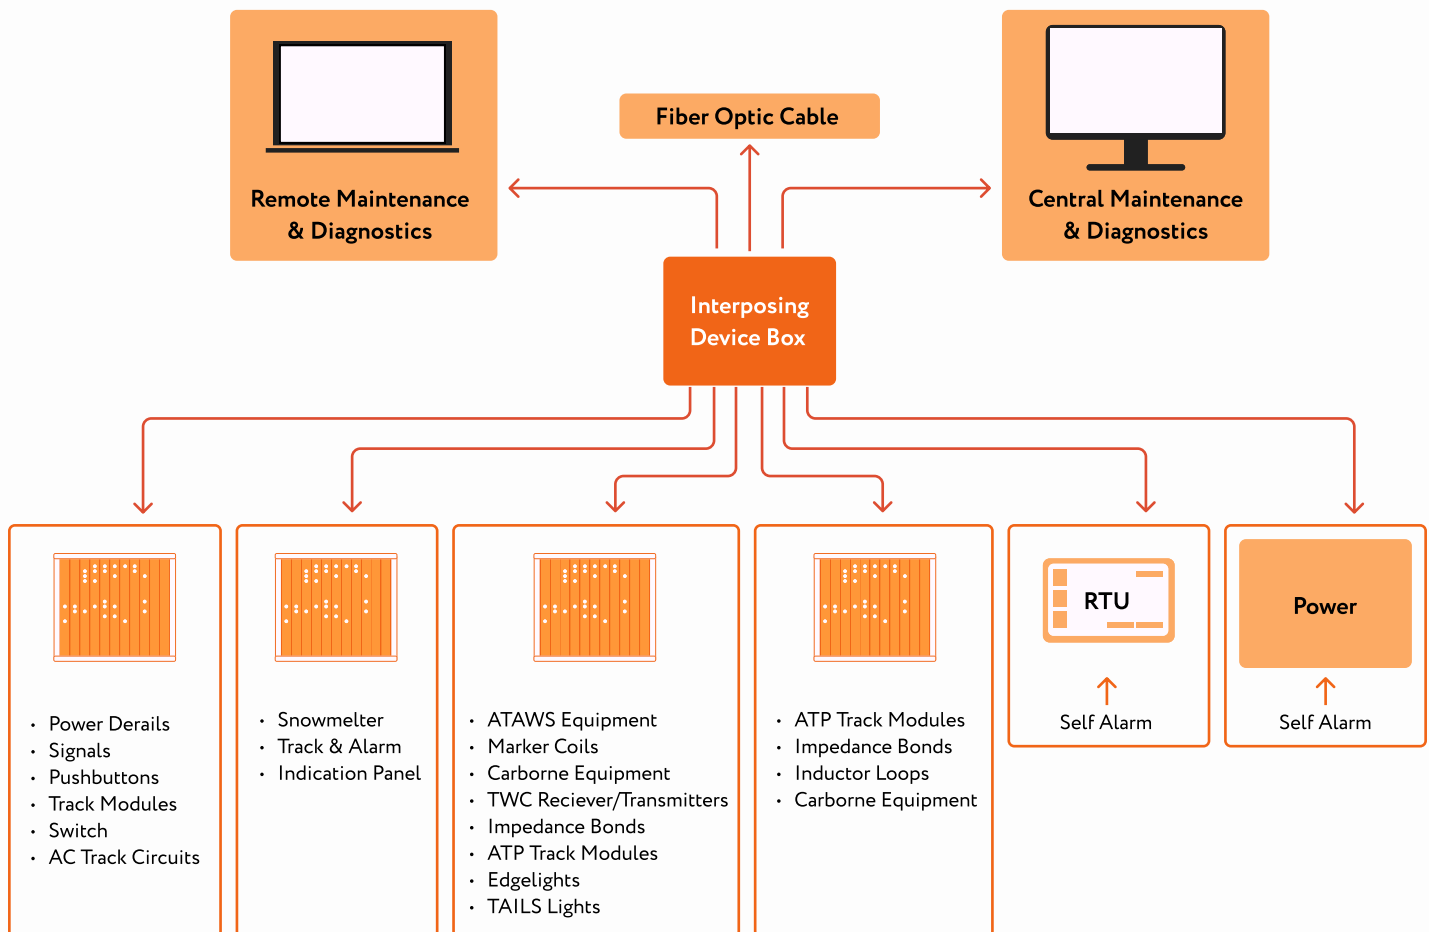 Fiber Optic Cable
Remote Maintenance
& Diagnostics
Central Maintenance
& Diagnostics
Interposing
Device Box
• Power Derails
• Signals
• Pushbuttons
• Track Modules
• Switch
• AC Track Circuits
• Snowmelter
• Track & Alarm
• Indication Panel
• ATAWS Equipment
• Marker Coils
• Carborne Equipment
• TWC Reciever/Transmitters
• Impedance Bonds
• ATP Track Modules
• Edgelights
• TAILS Lights
• ATP Track Modules
• Impedance Bonds
• Inductor Loops
• Carborne Equipment
RTU
Self Alarm
Power
Self Alarm